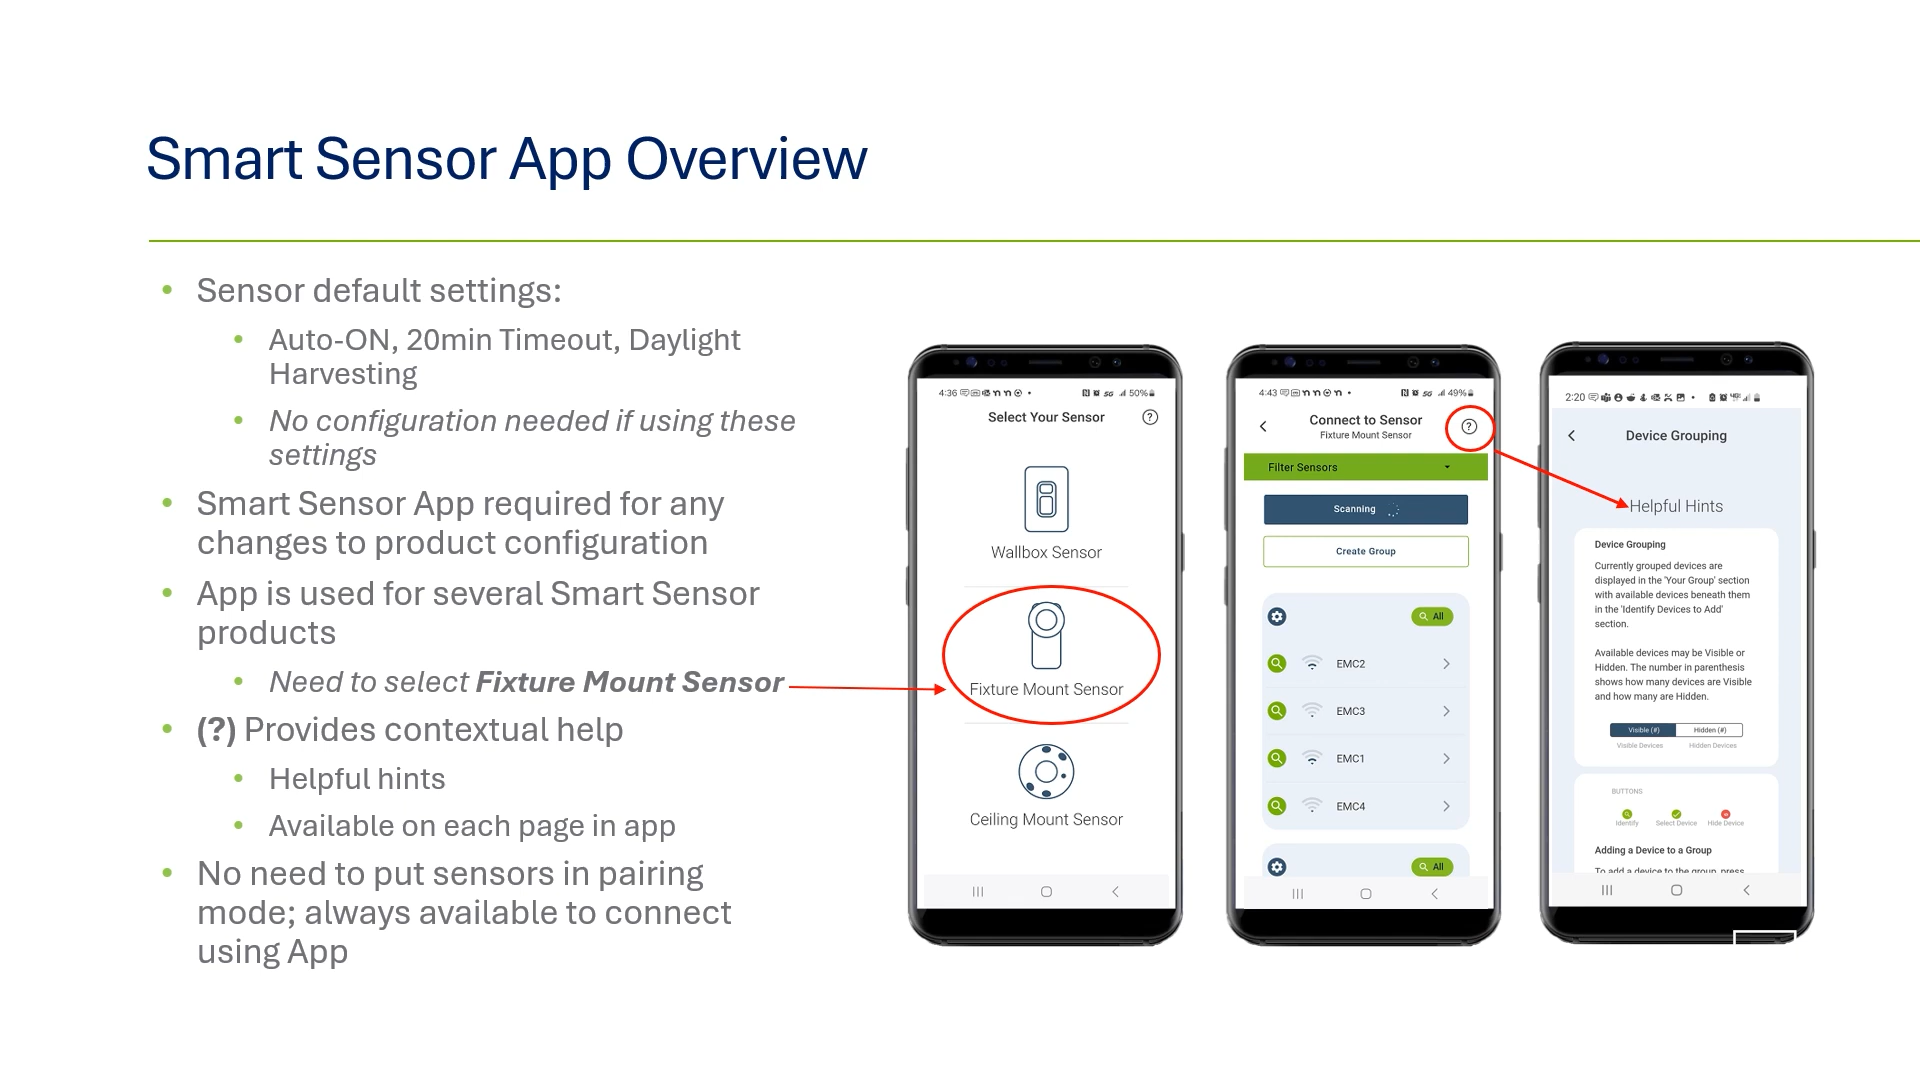 Smart Sensor App Overview
• Sensor default settings:
• Auto-ON, 20min Timeout, Daylight
Harvesting
• No configuration needed if using these
settings
• Smart Sensor App required for any
changes to product configuration
• App is used for several Smart Sensor
products
• Need to select Fixture Mount Sensor
• (?) Provides contextual help
• Helpful hints
• Available on each page in app
• No need to put sensors in pairing
mode; always available to connect
using App
4:36
5G
50%
Select Your Sensor
?
Wallbox Sensor
Fixture Mount Sensor
Ceiling Mount Sensor
4:43
5G
49%
Connect to Sensor
?
Fixture Mount Sensor
Filter Sensors
Scanning
Create Group
All
EMC2
EMC3
EMC1
EMC4
All
2:20
Device Grouping
Helpful Hints
Device Grouping
Currently grouped devices are
displayed in the 'Your Group' section
with available devices beneath them
in the 'Identify Devices to Add'
section.
Available devices may be Visible or
Hidden. The number in parenthesis
shows how many devices are Visible
and how many are Hidden.
Visible (#)
Hidden (#)
Visible Devices
Hidden Devices
BUTTONS
Identify
Select Device
Hide Device
Adding a Device to a Group
To add a device to the group, press